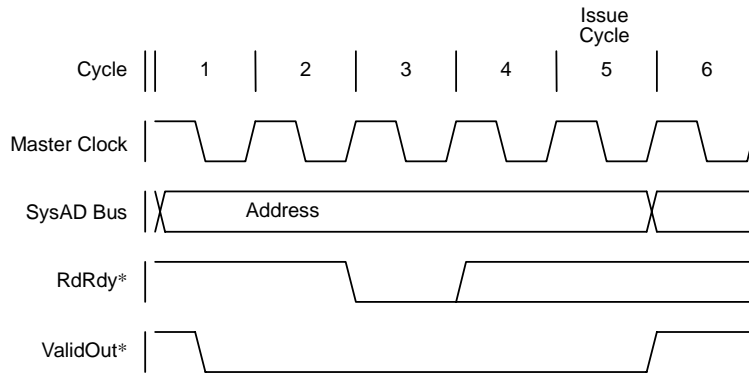 Issue
Cycle
Cycle 1 2 3 4 5 6
Master Clock
SysAD Bus Address
RdRdy*
ValidOut*